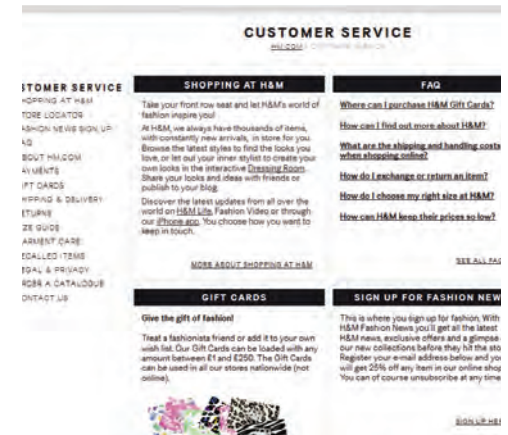 CUSTOMER SERVICE
HM.COM / CUSTOMER SERVICE
STOMER SERVICE
HOPPING AT H&M
TORE LOCATOR
ASHION NEWS SIGN UP
AQ
BOUT HM.COM
AYMENTS
IFT CARDS
HIPPING & DELIVERY
ETURNS
IZE GUIDE
ARMENT CARE
ECALLED ITEMS
EGAL & PRIVACY
RDER A CATALOGUE
ONTACT US
SHOPPING AT H&M
Take your front row seat and let H&M's world of
fashion inspire you!
At H&M, we always have thousands of items,
with constantly new arrivals, in store for you.
Browse the latest styles to find the looks you
love, or let out your inner stylist to create your
own looks in the interactive Dressing Room.
Share your looks and ideas with friends or
publish to your blog.
Discover the latest updates from all over the
world on H&M Life, Fashion Video or through
our iPhone app. You choose how you want to
keep in touch.
MORE ABOUT SHOPPING AT H&M
FAQ
Where can I purchase H&M Gift Cards?
How can I find out more about H&M?
What are the shipping and handling costs
when shopping online?
How do I exchange or return an item?
How do I choose my right size at H&M?
How can H&M keep their prices so low?
SEE ALL FAQ
GIFT CARDS
Give the gift of fashion!
Treat a fashionista friend or add it to your own
wish list. Our Gift Cards can be loaded with any
amount between £1 and £250. The Gift Cards
can be used in all our stores nationwide (not
online).
SIGN UP FOR FASHION NEW
This is where you sign up for fashion. With
H&M Fashion News you'll get all the latest
H&M news, exclusive offers and a glimpse
our new collections before they hit the sto
Register your e-mail address below and you
will get 25% off any item in our online shop
You can of course unsubscribe at any time
SIGN UP HER